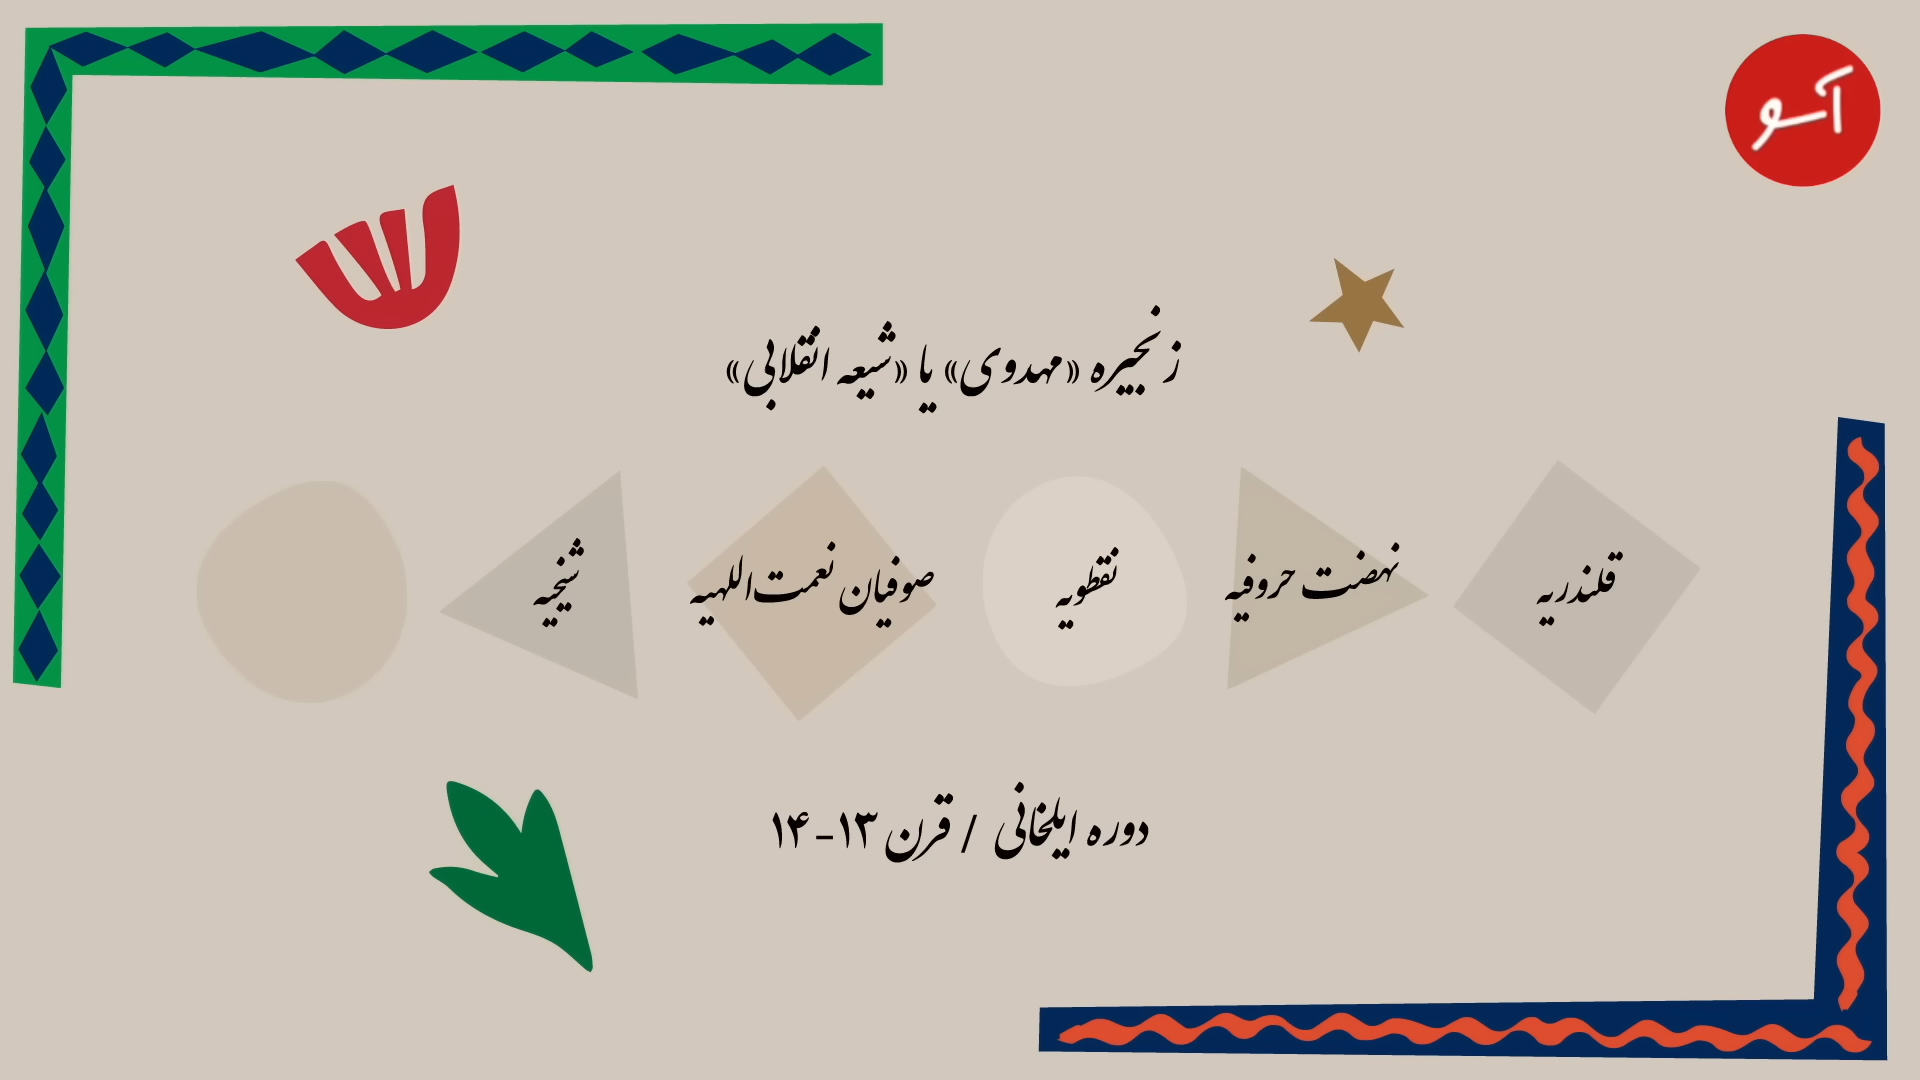 آسو
زنجیره «مهدوی» یا «شیعه انقلابی»
قلندریه
نهضت حروفیه
نقطویه
صوفیان نعمت‌اللهیه
شیخیه
دوره ایلخانی / قرن ۱۳-۱۴